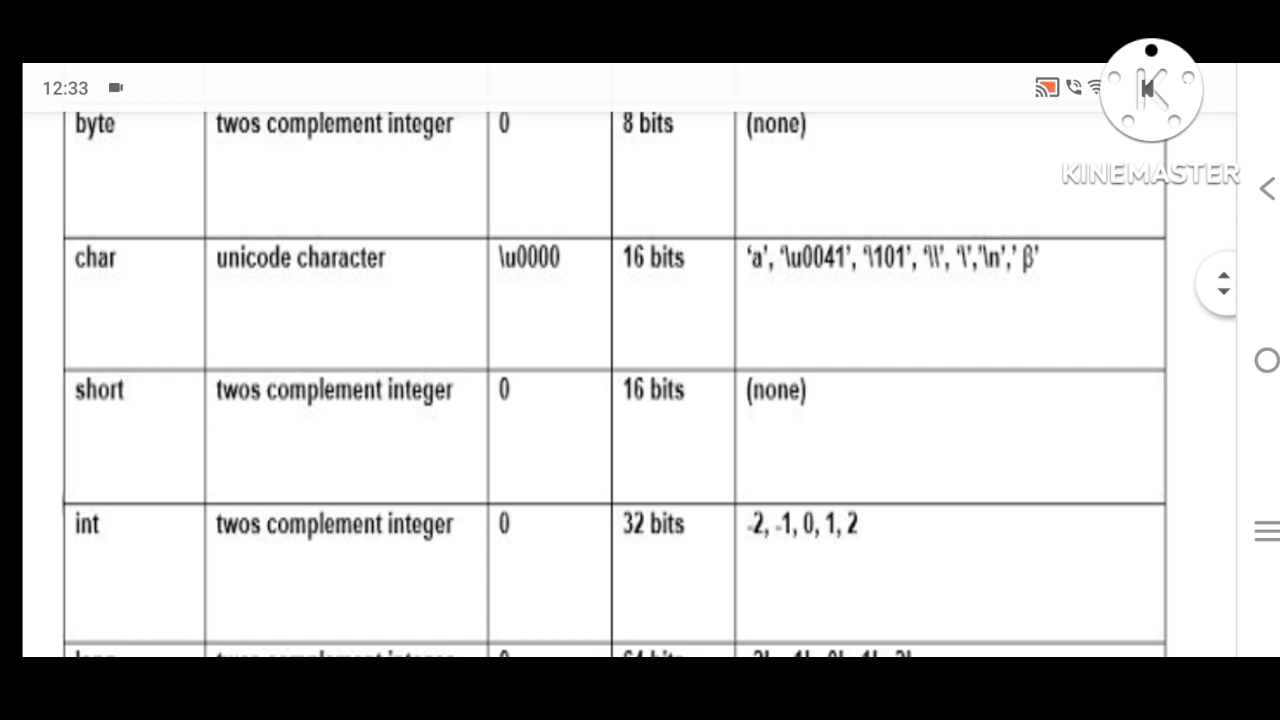 12:33
KINEMASTER
byte twos complement integer 0 8 bits (none)
char unicode character \u0000 16 bits ‘a’, ‘\u0041’, ‘\101’, ‘\\’, ‘\’,’\n’,’ β’
short twos complement integer 0 16 bits (none)
int twos complement integer 0 32 bits -2, -1, 0, 1, 2